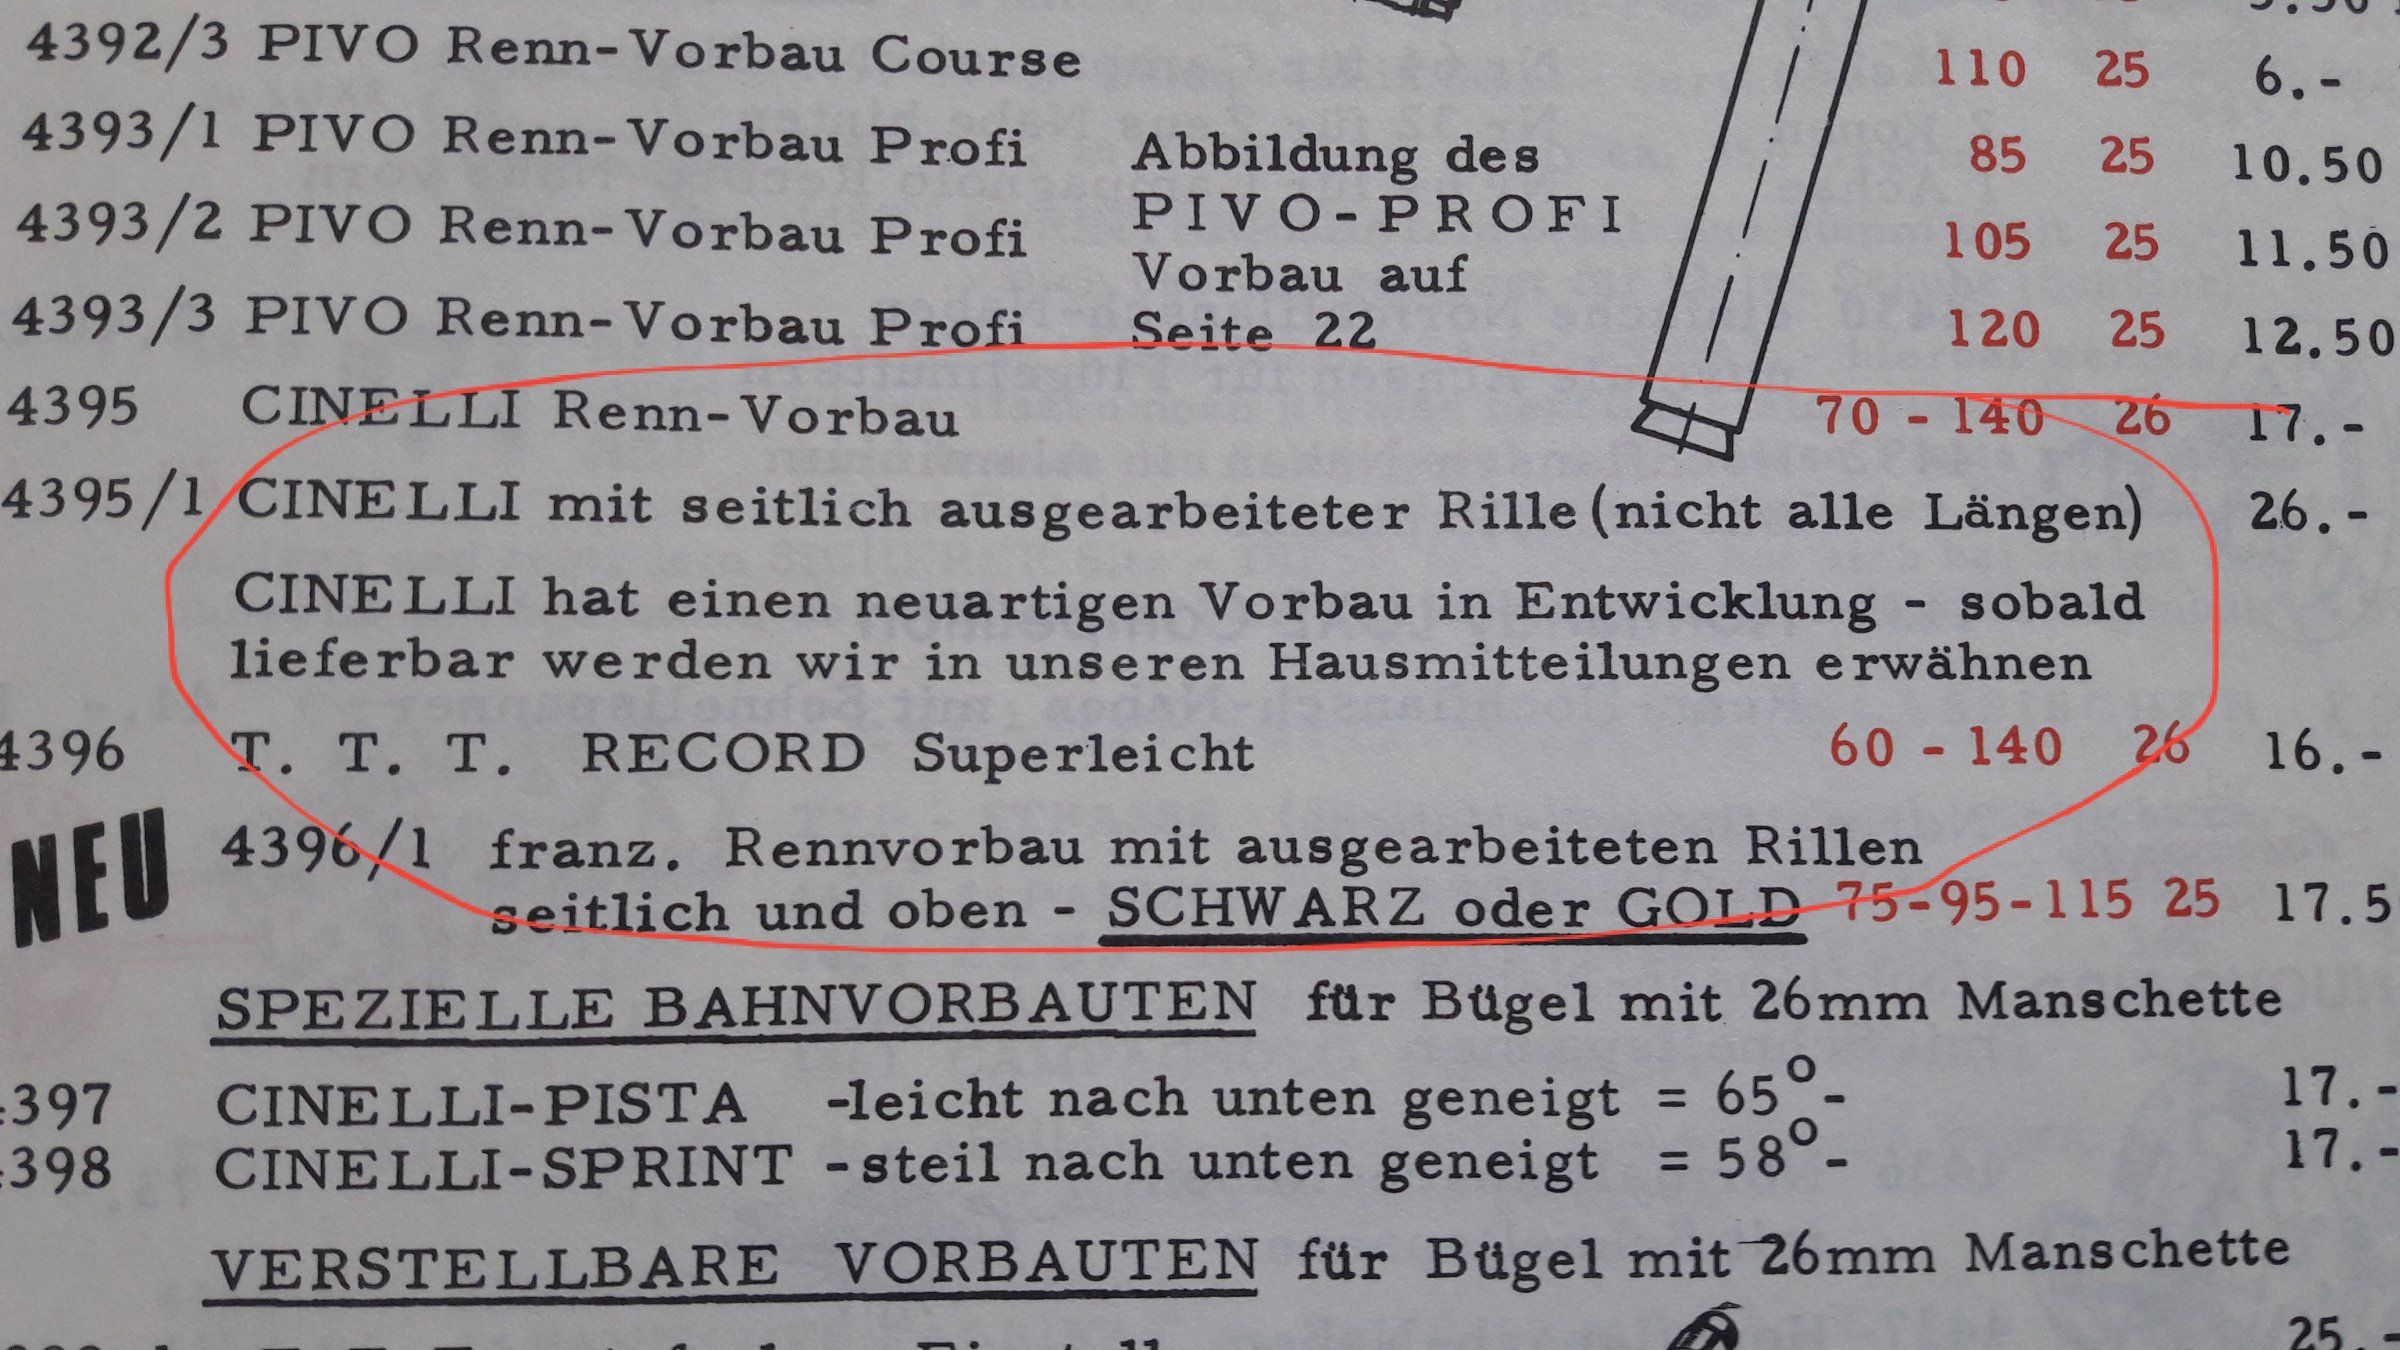 4392/3 PIVO Renn-Vorbau Course 110 25 6.-
4393/1 PIVO Renn-Vorbau Profi 85 25 10.50
4393/2 PIVO Renn-Vorbau Profi 105 25 11.50
4393/3 PIVO Renn-Vorbau Profi 120 25 12.50
Abbildung des
PIVO-PROFI
Vorbau auf
Seite 22
4395 CINELLI Renn-Vorbau 70 - 140 26 17.-
4395/1 CINELLI mit seitlich ausgearbeiteter Rille (nicht alle Längen) 26.-
CINELLI hat einen neuartigen Vorbau in Entwicklung - sobald
lieferbar werden wir in unseren Hausmitteilungen erwähnen
4396 T. T. T. RECORD Superleicht 60 - 140 26 16.-
NEU 4396/1 franz. Rennvorbau mit ausgearbeiteten Rillen
seitlich und oben - SCHWARZ oder GOLD 75-95-115 25 17.5
SPEZIELLE BAHNVORBAUTEN für Bügel mit 26mm Manschette
397 CINELLI-PISTA -leicht nach unten geneigt = 65°- 17.-
398 CINELLI-SPRINT -steil nach unten geneigt = 58°- 17.-
VERSTELLBARE VORBAUTEN für Bügel mit 26mm Manschette
25.-